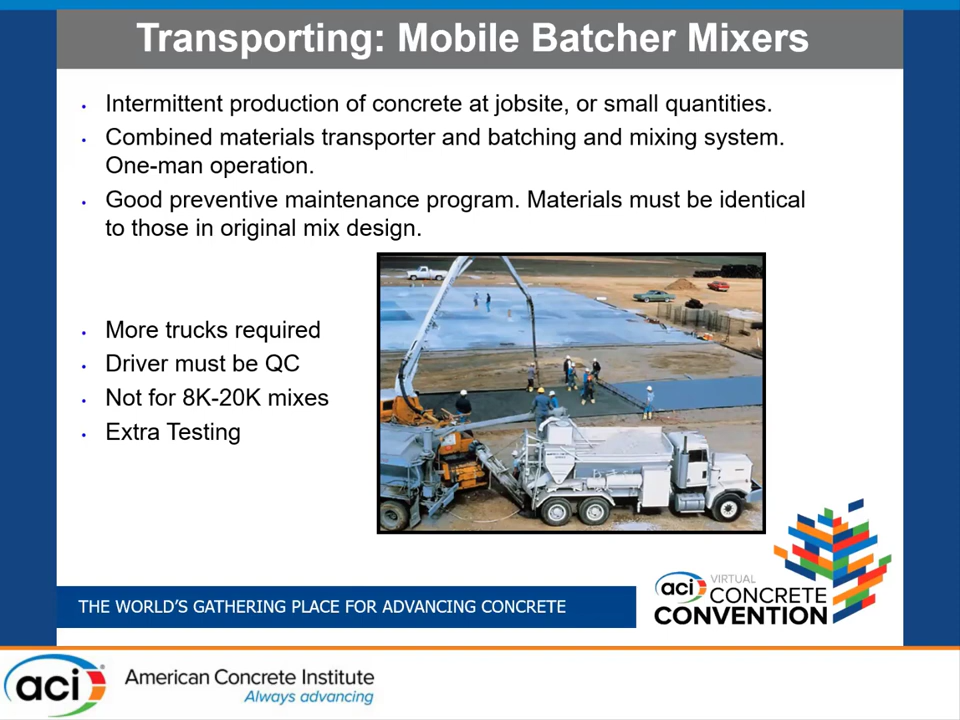 Transporting: Mobile Batcher Mixers
• Intermittent production of concrete at jobsite, or small quantities.
• Combined materials transporter and batching and mixing system.
One-man operation.
• Good preventive maintenance program. Materials must be identical
to those in original mix design.
• More trucks required
• Driver must be QC
• Not for 8K-20K mixes
• Extra Testing
THE WORLD'S GATHERING PLACE FOR ADVANCING CONCRETE
aci VIRTUAL
CONCRETE
CONVENTION
aci®
American Concrete Institute
Always advancing